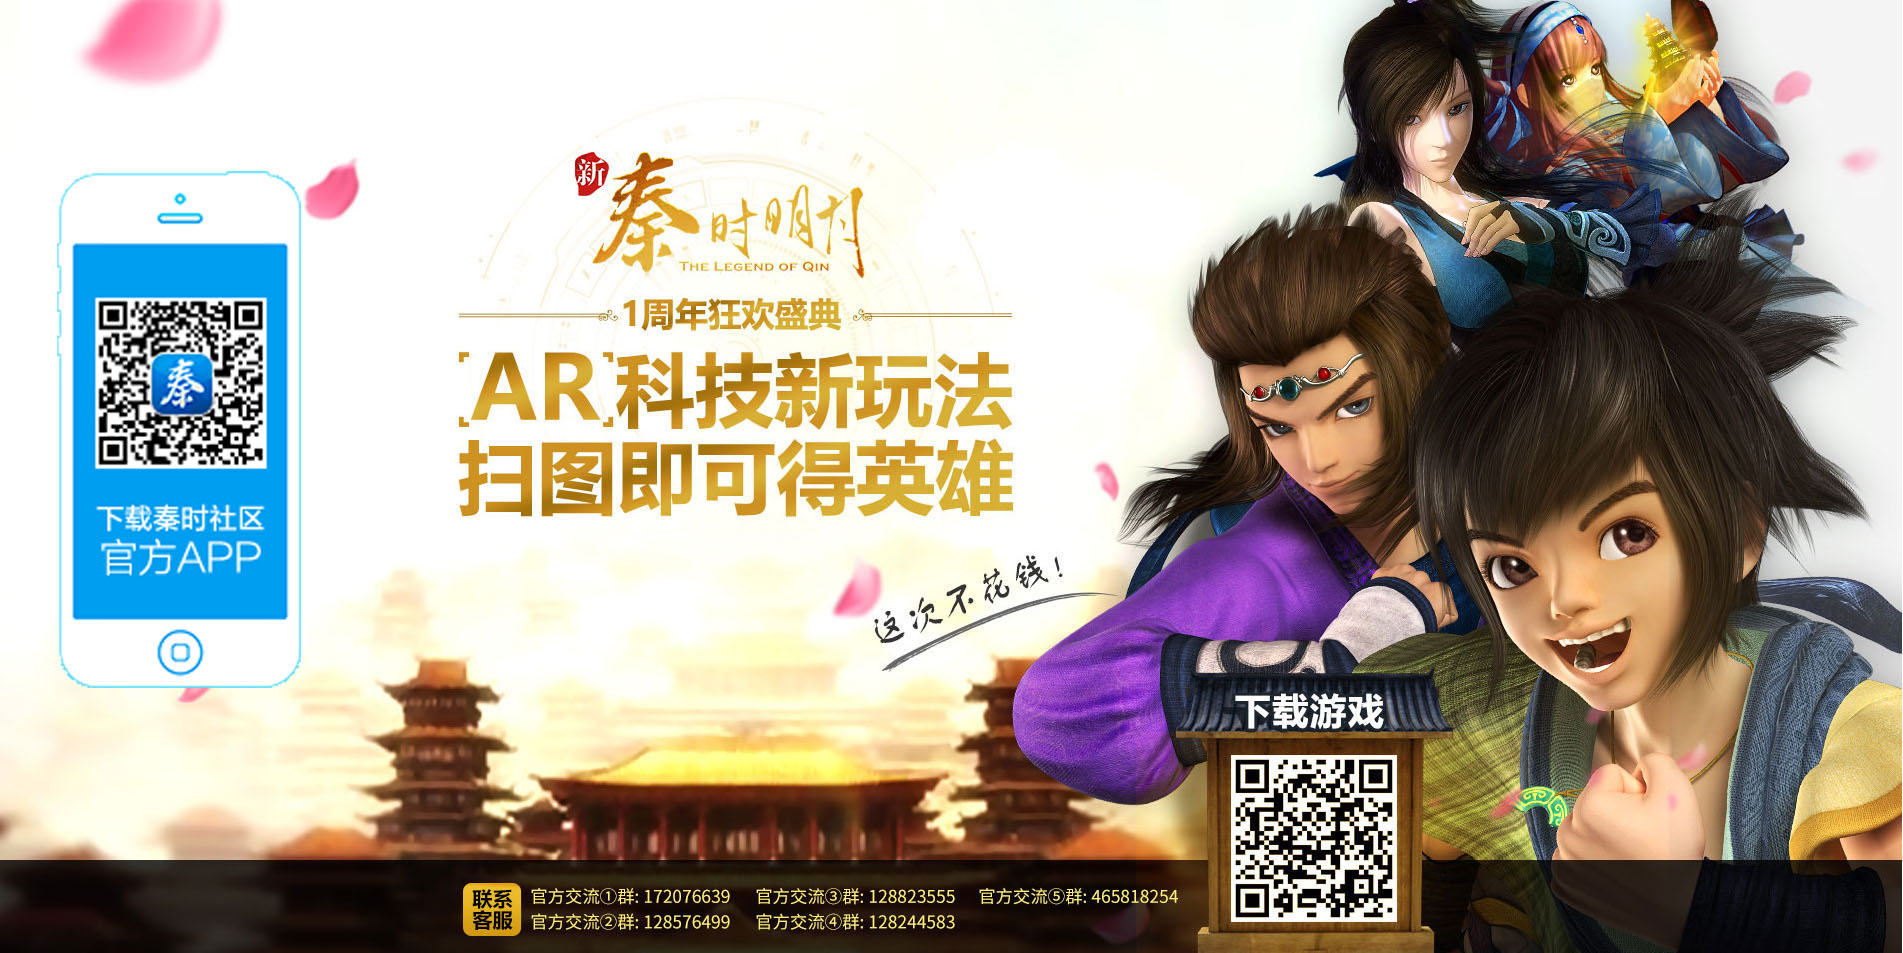 新
秦时明月
THE LEGEND OF QIN
1周年狂欢盛典
[AR]科技新玩法
扫图即可得英雄
这次不花钱!
秦
下载秦时社区
官方APP
下载游戏
联系
客服
官方交流①群: 172076639 官方交流③群: 128823555 官方交流⑤群: 465818254
官方交流②群: 128576499 官方交流④群: 128244583